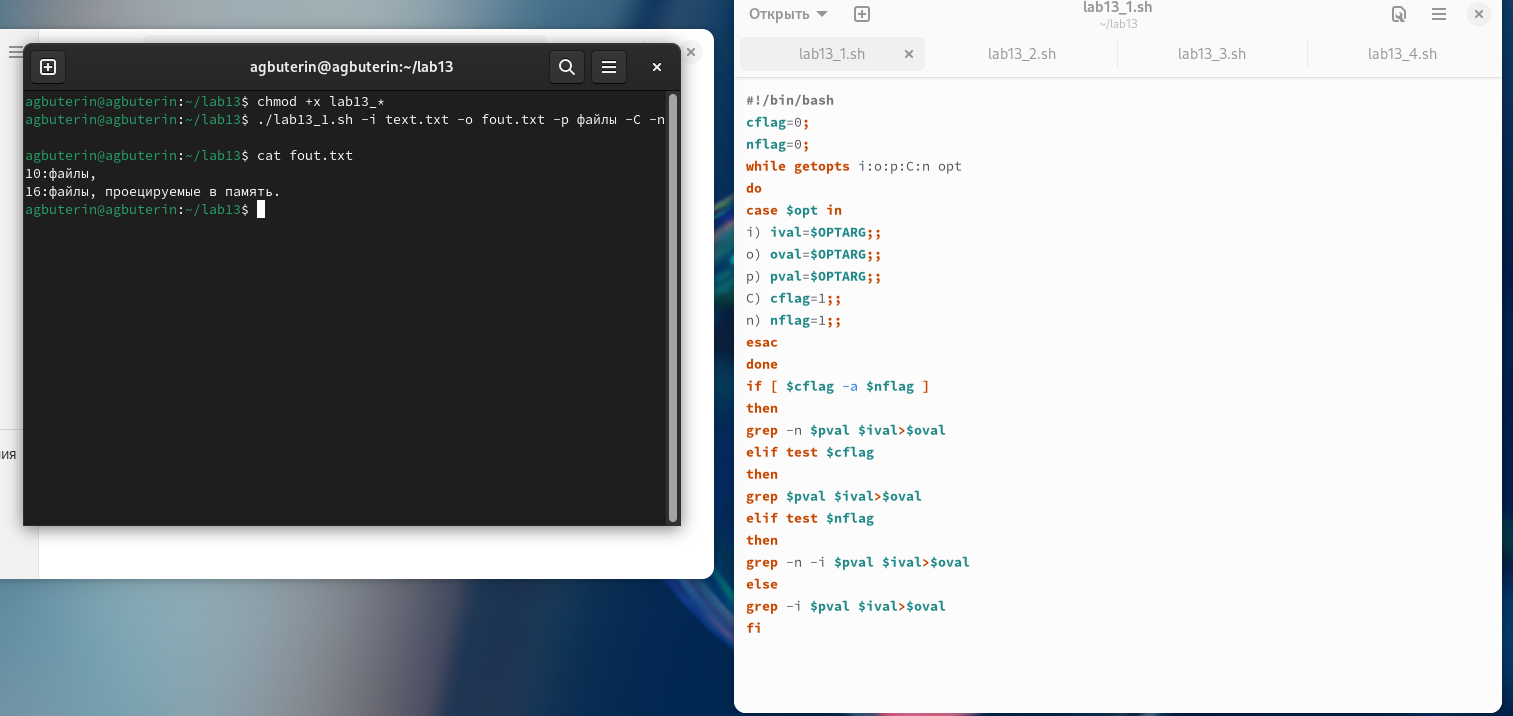 agbuterin@agbuterin:~/lab13
agbuterin@agbuterin:~/lab13$ chmod +x lab13_*
agbuterin@agbuterin:~/lab13$ ./lab13_1.sh -i text.txt -o fout.txt -p файлы -C -n
agbuterin@agbuterin:~/lab13$ cat fout.txt
10:файлы,
16:файлы, проецируемые в память.
agbuterin@agbuterin:~/lab13$
Открыть
lab13_1.sh
~/lab13
lab13_1.sh
lab13_2.sh
lab13_3.sh
lab13_4.sh
#!/bin/bash
cflag=0;
nflag=0;
while getopts i:o:p:C:n opt
do
case $opt in
i) ival=$OPTARG;;
o) oval=$OPTARG;;
p) pval=$OPTARG;;
C) cflag=1;;
n) nflag=1;;
esac
done
if [ $cflag -a $nflag ]
then
grep -n $pval $ival>$oval
elif test $cflag
then
grep $pval $ival>$oval
elif test $nflag
then
grep -n -i $pval $ival>$oval
else
grep -i $pval $ival>$oval
fi